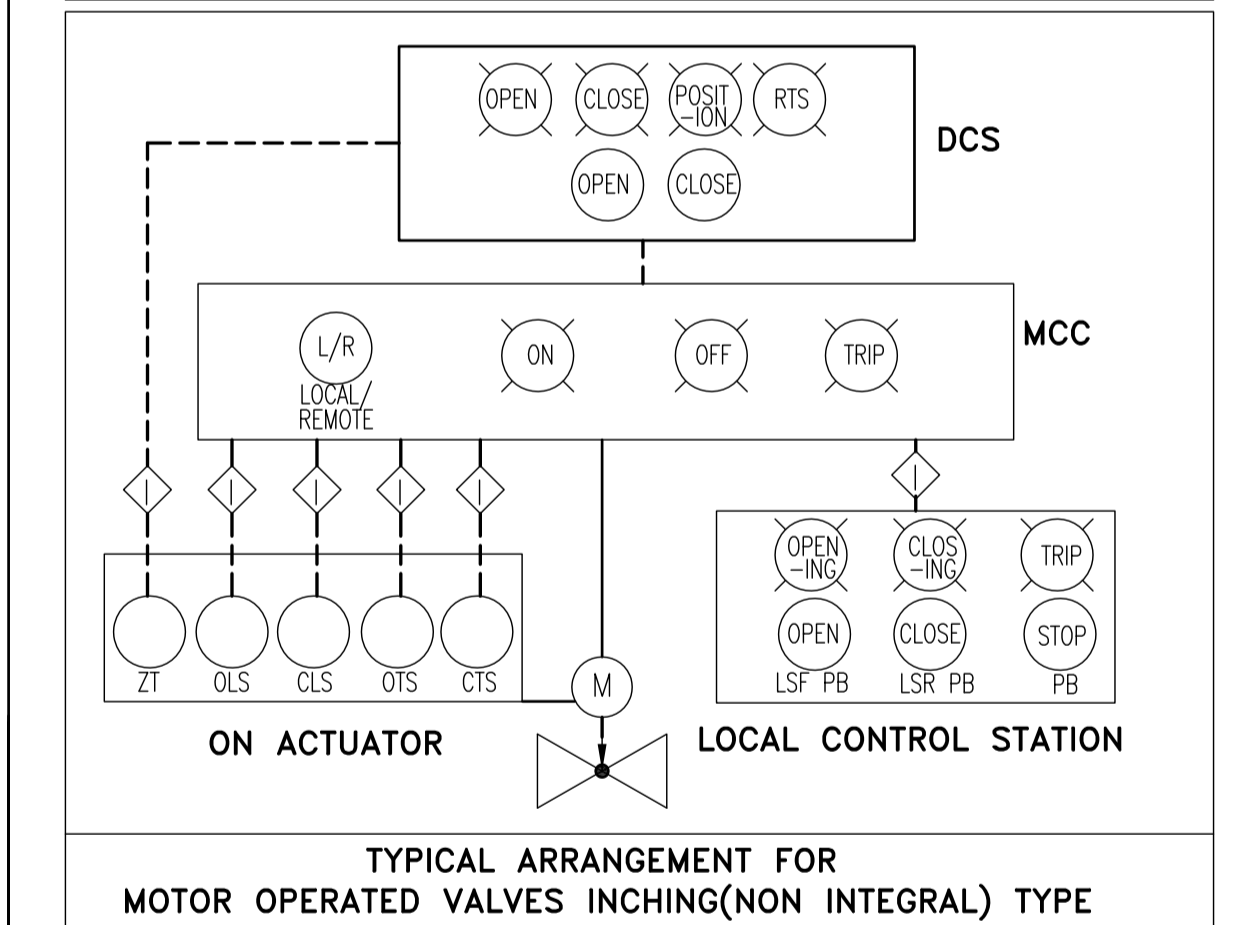 OPEN CLOSE POSIT RTS
-ION
DCS
OPEN CLOSE
MCC
L/R ON OFF TRIP
LOCAL/
REMOTE
I I I I I I
OPEN CLOS TRIP
-ING -ING
OPEN CLOSE STOP
LSF PB LSR PB PB
ZT OLS CLS OTS CTS
M
ON ACTUATOR
LOCAL CONTROL STATION
TYPICAL ARRANGEMENT FOR
MOTOR OPERATED VALVES INCHING(NON INTEGRAL) TYPE